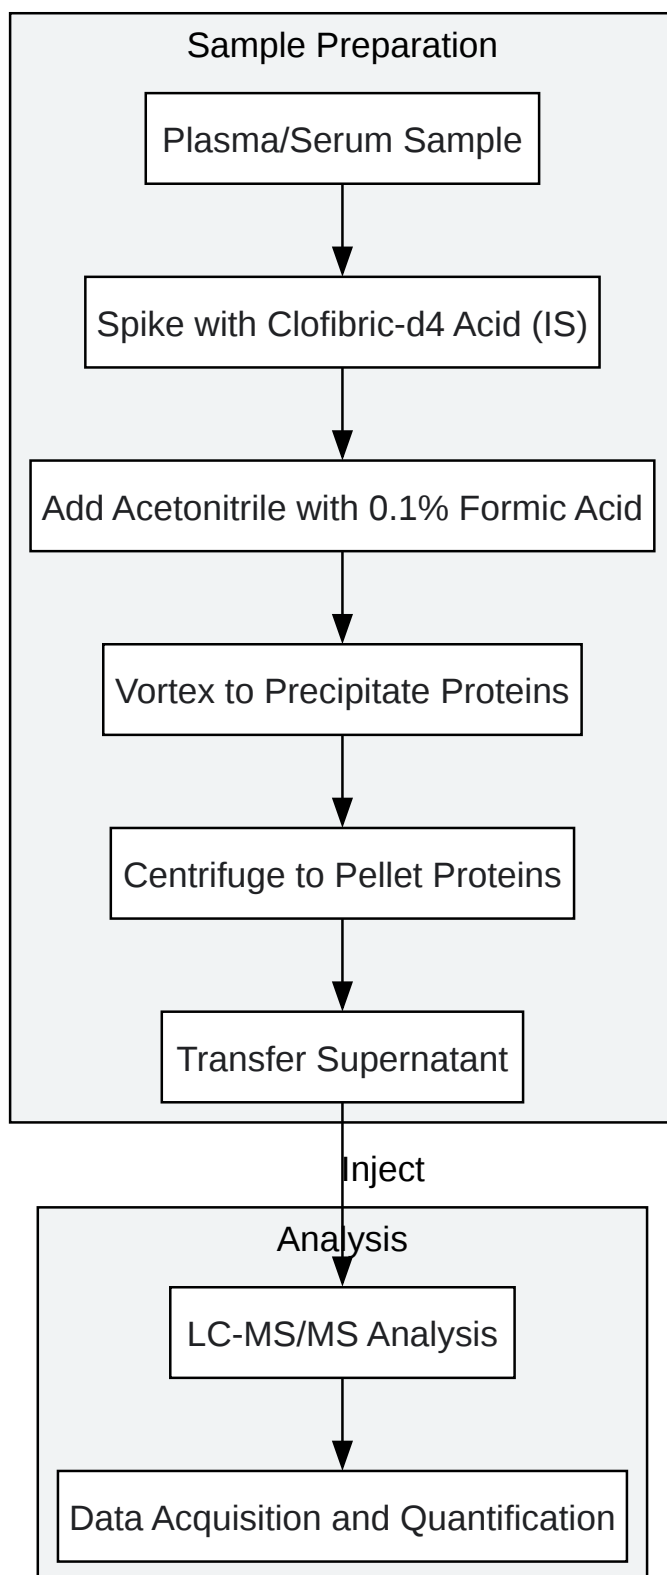 Sample Preparation
Plasma/Serum Sample
Spike with Clofibric-d4 Acid (IS)
Add Acetonitrile with 0.1% Formic Acid
Vortex to Precipitate Proteins
Centrifuge to Pellet Proteins
Transfer Supernatant
Inject
Analysis
LC-MS/MS Analysis
Data Acquisition and Quantification